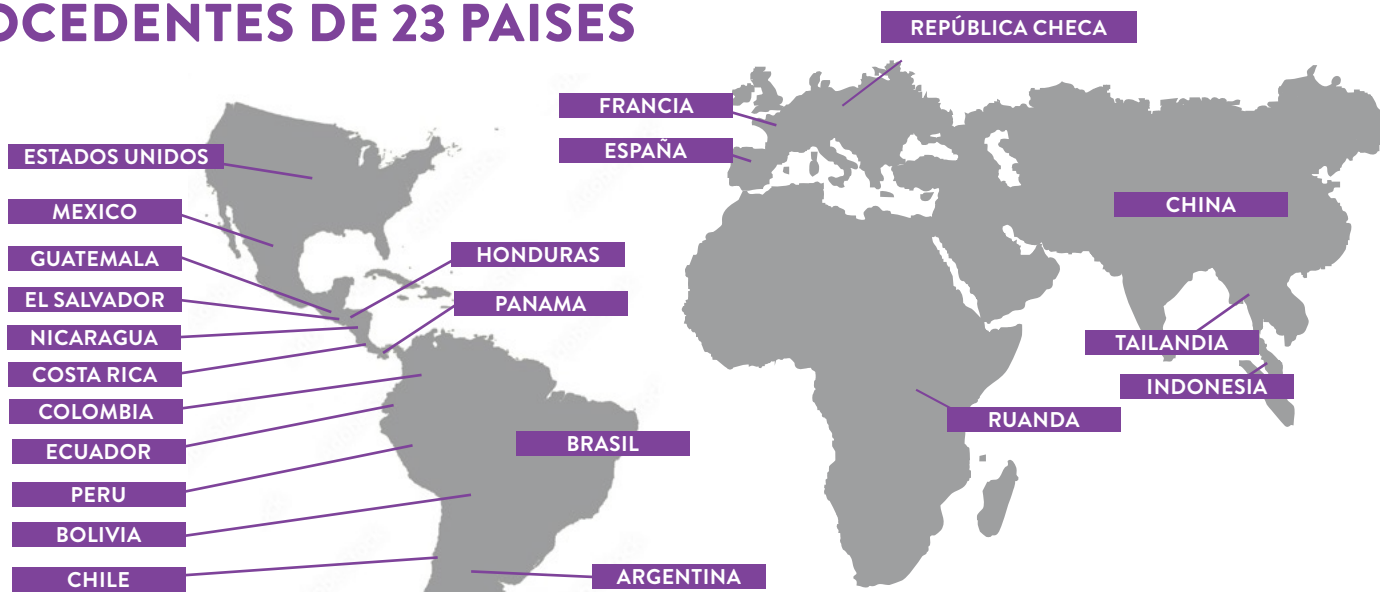 OCEDENTES DE 23 PAISES
REPÚBLICA CHECA
FRANCIA
ESPAÑA
ESTADOS UNIDOS
MEXICO
GUATEMALA
EL SALVADOR
NICARAGUA
COSTA RICA
COLOMBIA
ECUADOR
PERU
BOLIVIA
CHILE
HONDURAS
PANAMA
BRASIL
ARGENTINA
CHINA
TAILANDIA
INDONESIA
RUANDA